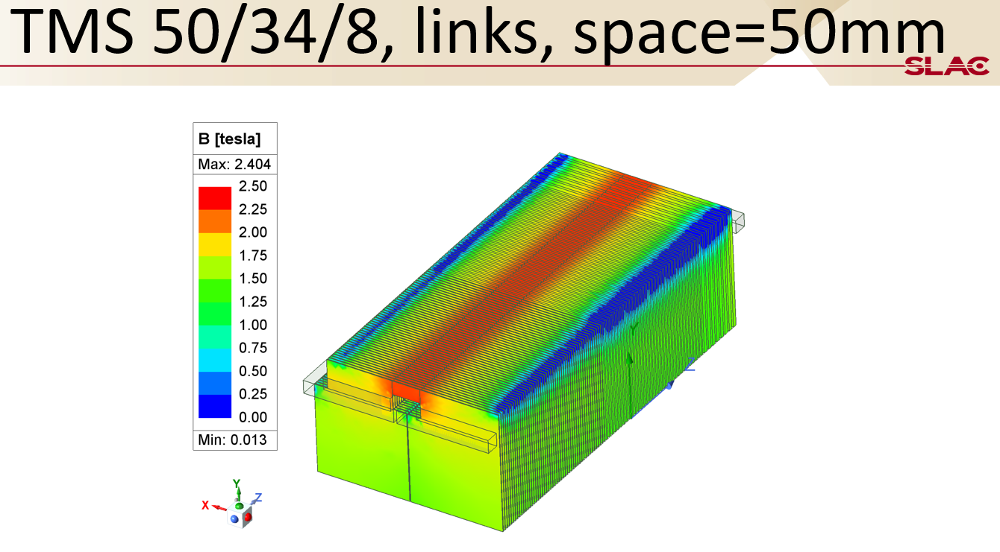 TMS 50/34/8, links, space=50mm
SLAC
B [tesla]
Max: 2.404
2.50
2.25
2.00
1.75
1.50
1.25
1.00
0.75
0.50
0.25
0.00
Min: 0.013
Y
Z
Y
Z
X